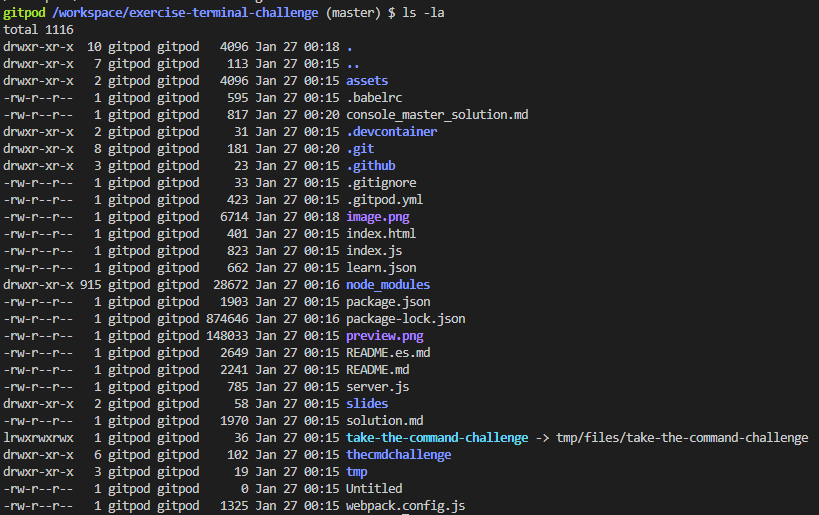 gitpod /workspace/exercise-terminal-challenge (master) $ ls -la
total 1116
drwxr-xr-x  10 gitpod gitpod   4096 Jan 27 00:18 .
drwxr-xr-x   7 gitpod gitpod    113 Jan 27 00:15 ..
drwxr-xr-x   2 gitpod gitpod   4096 Jan 27 00:15 assets
-rw-r--r--   1 gitpod gitpod    595 Jan 27 00:15 .babelrc
-rw-r--r--   1 gitpod gitpod    817 Jan 27 00:20 console_master_solution.md
drwxr-xr-x   2 gitpod gitpod     31 Jan 27 00:15 .devcontainer
drwxr-xr-x   8 gitpod gitpod    181 Jan 27 00:20 .git
drwxr-xr-x   3 gitpod gitpod     23 Jan 27 00:15 .github
-rw-r--r--   1 gitpod gitpod     33 Jan 27 00:15 .gitignore
-rw-r--r--   1 gitpod gitpod    423 Jan 27 00:15 .gitpod.yml
-rw-r--r--   1 gitpod gitpod   6714 Jan 27 00:18 image.png
-rw-r--r--   1 gitpod gitpod    401 Jan 27 00:15 index.html
-rw-r--r--   1 gitpod gitpod    823 Jan 27 00:15 index.js
-rw-r--r--   1 gitpod gitpod    662 Jan 27 00:15 learn.json
drwxr-xr-x 915 gitpod gitpod  28672 Jan 27 00:16 node_modules
-rw-r--r--   1 gitpod gitpod   1903 Jan 27 00:15 package.json
-rw-r--r--   1 gitpod gitpod 874646 Jan 27 00:16 package-lock.json
-rw-r--r--   1 gitpod gitpod 148033 Jan 27 00:15 preview.png
-rw-r--r--   1 gitpod gitpod   2649 Jan 27 00:15 README.es.md
-rw-r--r--   1 gitpod gitpod   2241 Jan 27 00:15 README.md
-rw-r--r--   1 gitpod gitpod    785 Jan 27 00:15 server.js
drwxr-xr-x   2 gitpod gitpod     58 Jan 27 00:15 slides
-rw-r--r--   1 gitpod gitpod   1970 Jan 27 00:15 solution.md
lrwxrwxrwx   1 gitpod gitpod     36 Jan 27 00:15 take-the-command-challenge -> tmp/files/take-the-command-challenge
drwxr-xr-x   6 gitpod gitpod    102 Jan 27 00:15 thecmdchallenge
drwxr-xr-x   3 gitpod gitpod     19 Jan 27 00:15 tmp
-rw-r--r--   1 gitpod gitpod      0 Jan 27 00:15 Untitled
-rw-r--r--   1 gitpod gitpod   1325 Jan 27 00:15 webpack.config.js